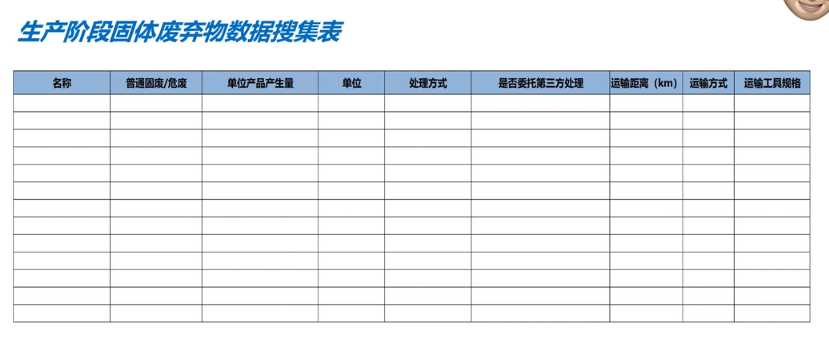 生产阶段固体废弃物数据搜集表
名称 普通固废/危废 单位产品产生量 单位 处理方式 是否委托第三方处理 运输距离（km） 运输方式 运输工具规格